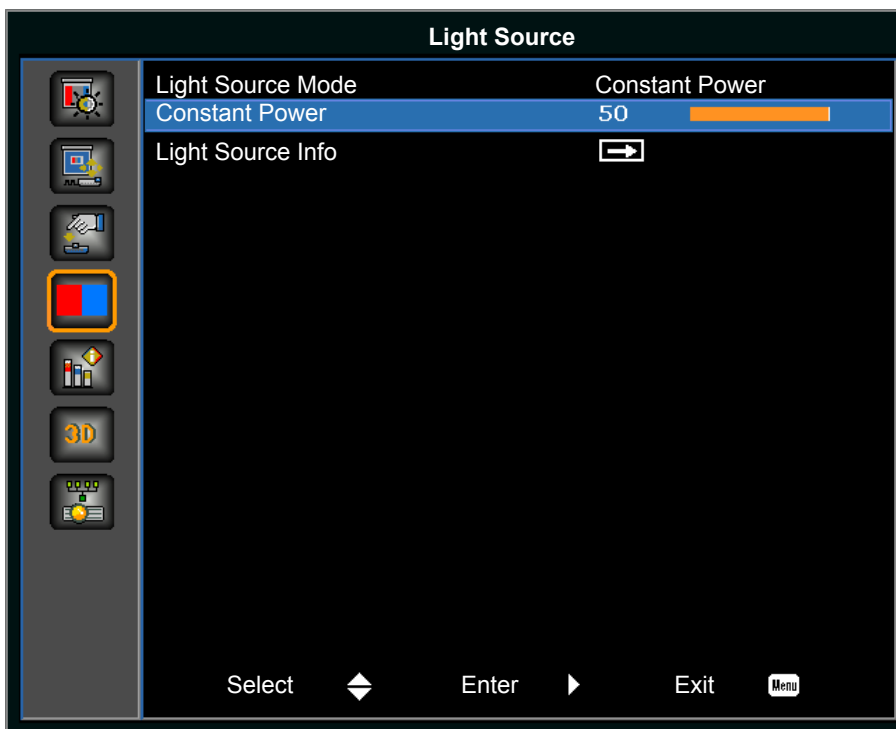 Light Source
Light Source Mode Constant Power
Constant Power 50
Light Source Info
3D
Select Enter Exit Menu